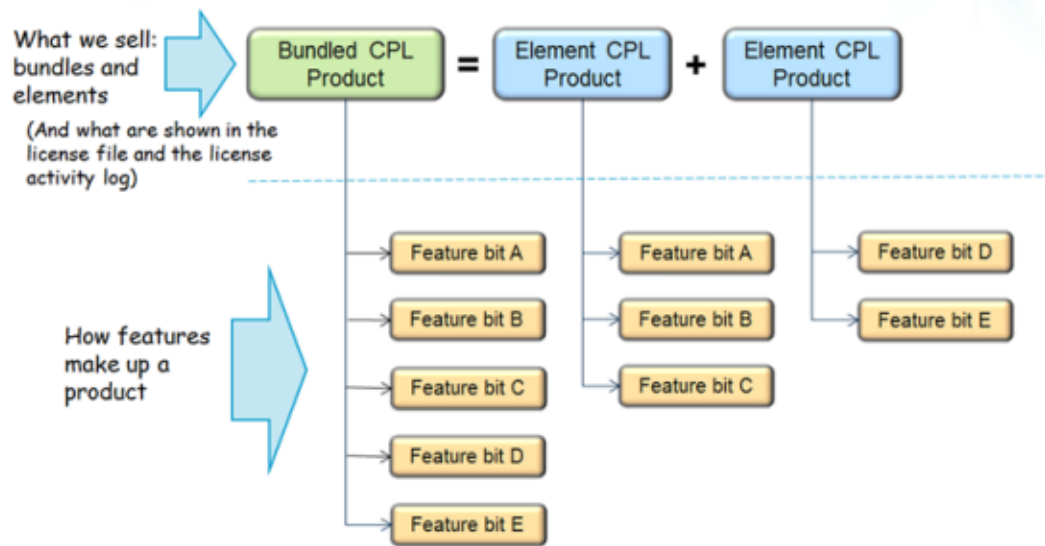 What we sell:
bundles and
elements
(And what are shown in the
license file and the license
activity log)
Bundled CPL
Product
=
Element CPL
Product
+
Element CPL
Product
How features
make up a
product
Feature bit A
Feature bit B
Feature bit C
Feature bit D
Feature bit E
Feature bit A
Feature bit B
Feature bit C
Feature bit D
Feature bit E